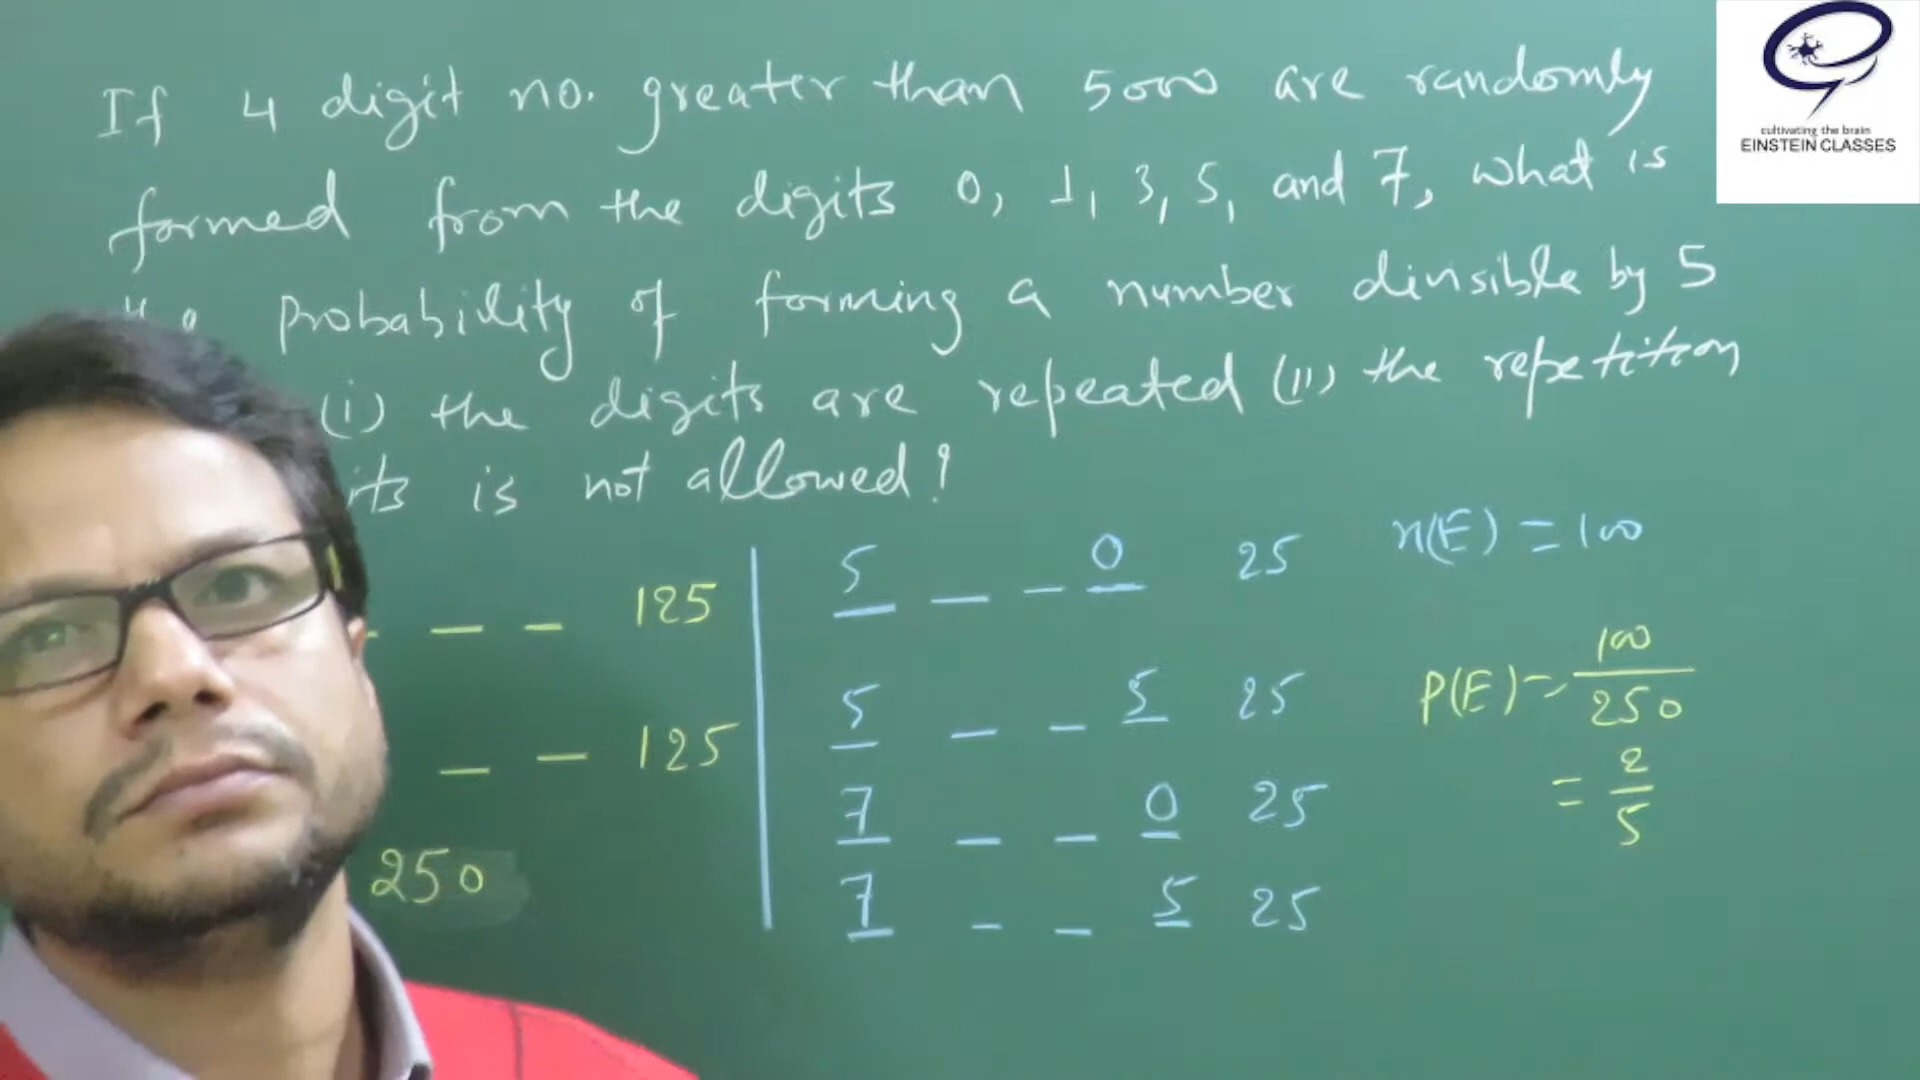 If 4 digit no. greater than 5000 are randomly
formed from the digits 0, 1, 3, 5, and 7, what is
probability of forming a number divisible by 5
(i) the digits are repeated (ii) the repetition
is not allowed?
_ _ 125
_ _ 125
250
5 _ _ 0 25
5 _ _ 5 25
7 _ _ 0 25
7 _ _ 5 25
n(E) = 100
P(E) = 100/250
= 2/5
cultivating the brain
EINSTEIN CLASSES